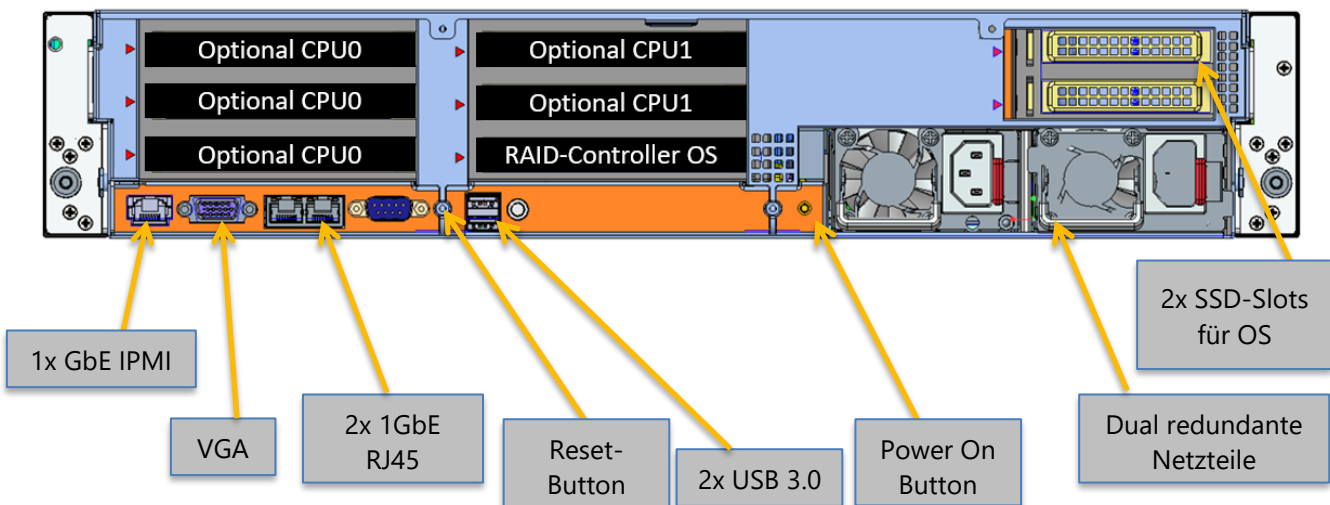 Optional CPU0
Optional CPU1
Optional CPU0
Optional CPU1
Optional CPU0
RAID-Controller OS
2x SSD-Slots
für OS
1x GbE IPMI
VGA
2x 1GbE
RJ45
Reset-
Button
2x USB 3.0
Power On
Button
Dual redundante
Netzteile